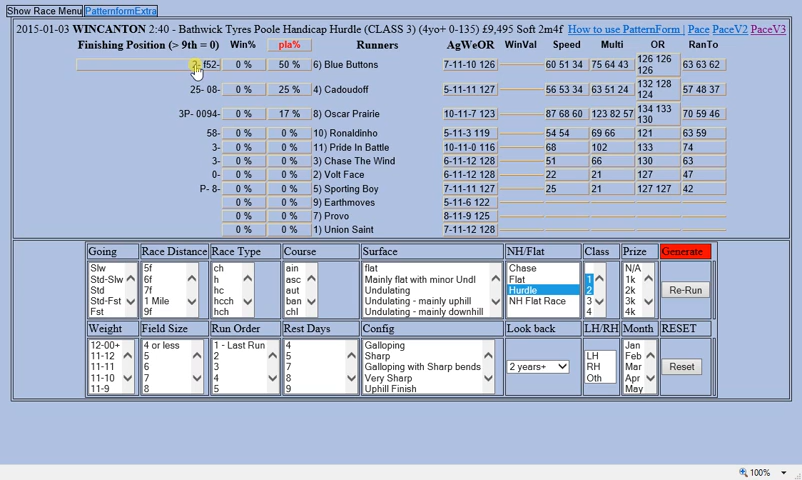 Show Race Menu PatternformExtra
2015-01-03 WINCANTON 2:40 - Bathwick Tyres Poole Handicap Hurdle (CLASS 3) (4yo+ 0-135) £9,495 Soft 2m4f How to use PatternForm | Pace PaceV2 PaceV3
Finishing Position (> 9th = 0) Win% pla% Runners AgWeOR WinVal Speed Multi OR RanTo
2- f52- 0 % 50 % 6) Blue Buttons 7-11-10 126 60 51 34 75 64 43 126 126 126 63 63 62
25- 08- 0 % 25 % 4) Cadoudoff 5-11-11 127 56 53 34 63 51 24 132 128 124 57 48 37
3P- 0094- 0 % 17 % 8) Oscar Prairie 10-11-7 123 87 68 60 123 82 57 134 133 130 70 59 46
58- 0 % 0 % 10) Ronaldinho 5-11-3 119 54 54 69 66 121 63 59
3- 0 % 0 % 11) Pride In Battle 10-11-0 116 68 102 133 74
3- 0 % 0 % 3) Chase The Wind 6-11-12 128 51 66 130 63
0- 0 % 0 % 2) Volt Face 6-11-12 128 22 21 127 47
P- 8- 0 % 0 % 5) Sporting Boy 7-11-11 127 25 21 127 127 42
0 % 0 % 9) Earthmoves 5-11-6 122
0 % 0 % 7) Provo 8-11-9 125
0 % 0 % 1) Union Saint 7-11-12 128
Going Race Distance Race Type Course Surface NH/Flat Class Prize Generate
Slw 5f ch ain flat Chase N/A
Std-Slw 6f h asc Mainly flat with minor Undl Flat 1 1k
Std 7f hc aut Undulating Hurdle 2 2k Re-Run
Std-Fst 1 Mile hcch ban Undulating - mainly uphill NH Flat Race 3 3k
Fst 9f hch chl Undulating - mainly downhill 4 4k
Weight Field Size Run Order Rest Days Config Look back LH/RH Month RESET
12-00+ 4 or less 1 - Last Run 4 Galloping Jan
11-12 5 2 5 Sharp LH Feb
11-11 6 3 6 Galloping with Sharp bends 2 years+ RH Mar Reset
11-10 7 4 7 Very Sharp Oth Apr
11-9 8 5 8 9 Uphill Finish May
100%